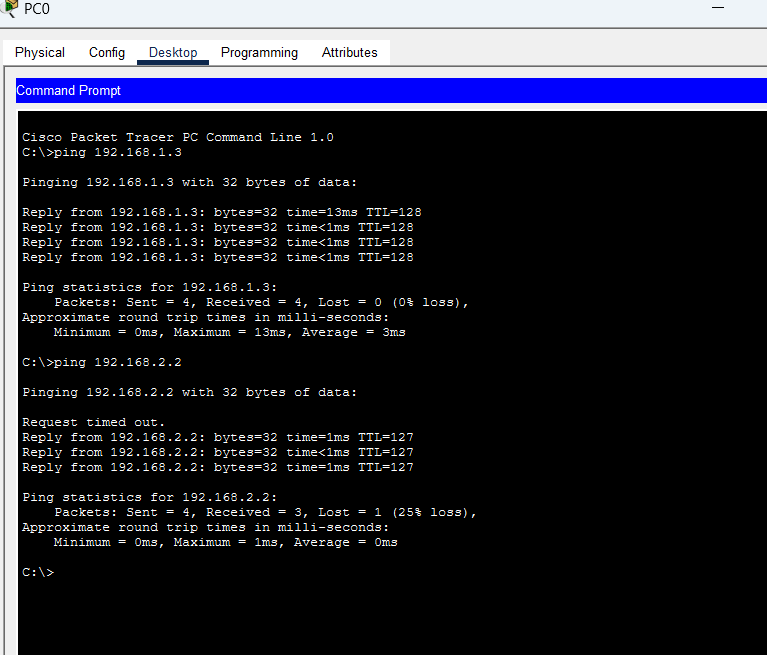 PC0
Physical Config Desktop Programming Attributes
Command Prompt
Cisco Packet Tracer PC Command Line 1.0
C:\>ping 192.168.1.3
Pinging 192.168.1.3 with 32 bytes of data:
Reply from 192.168.1.3: bytes=32 time=13ms TTL=128
Reply from 192.168.1.3: bytes=32 time<1ms TTL=128
Reply from 192.168.1.3: bytes=32 time<1ms TTL=128
Reply from 192.168.1.3: bytes=32 time<1ms TTL=128
Ping statistics for 192.168.1.3:
    Packets: Sent = 4, Received = 4, Lost = 0 (0% loss),
Approximate round trip times in milli-seconds:
    Minimum = 0ms, Maximum = 13ms, Average = 3ms
C:\>ping 192.168.2.2
Pinging 192.168.2.2 with 32 bytes of data:
Request timed out.
Reply from 192.168.2.2: bytes=32 time=1ms TTL=127
Reply from 192.168.2.2: bytes=32 time<1ms TTL=127
Reply from 192.168.2.2: bytes=32 time=1ms TTL=127
Ping statistics for 192.168.2.2:
    Packets: Sent = 4, Received = 3, Lost = 1 (25% loss),
Approximate round trip times in milli-seconds:
    Minimum = 0ms, Maximum = 1ms, Average = 0ms
C:\>